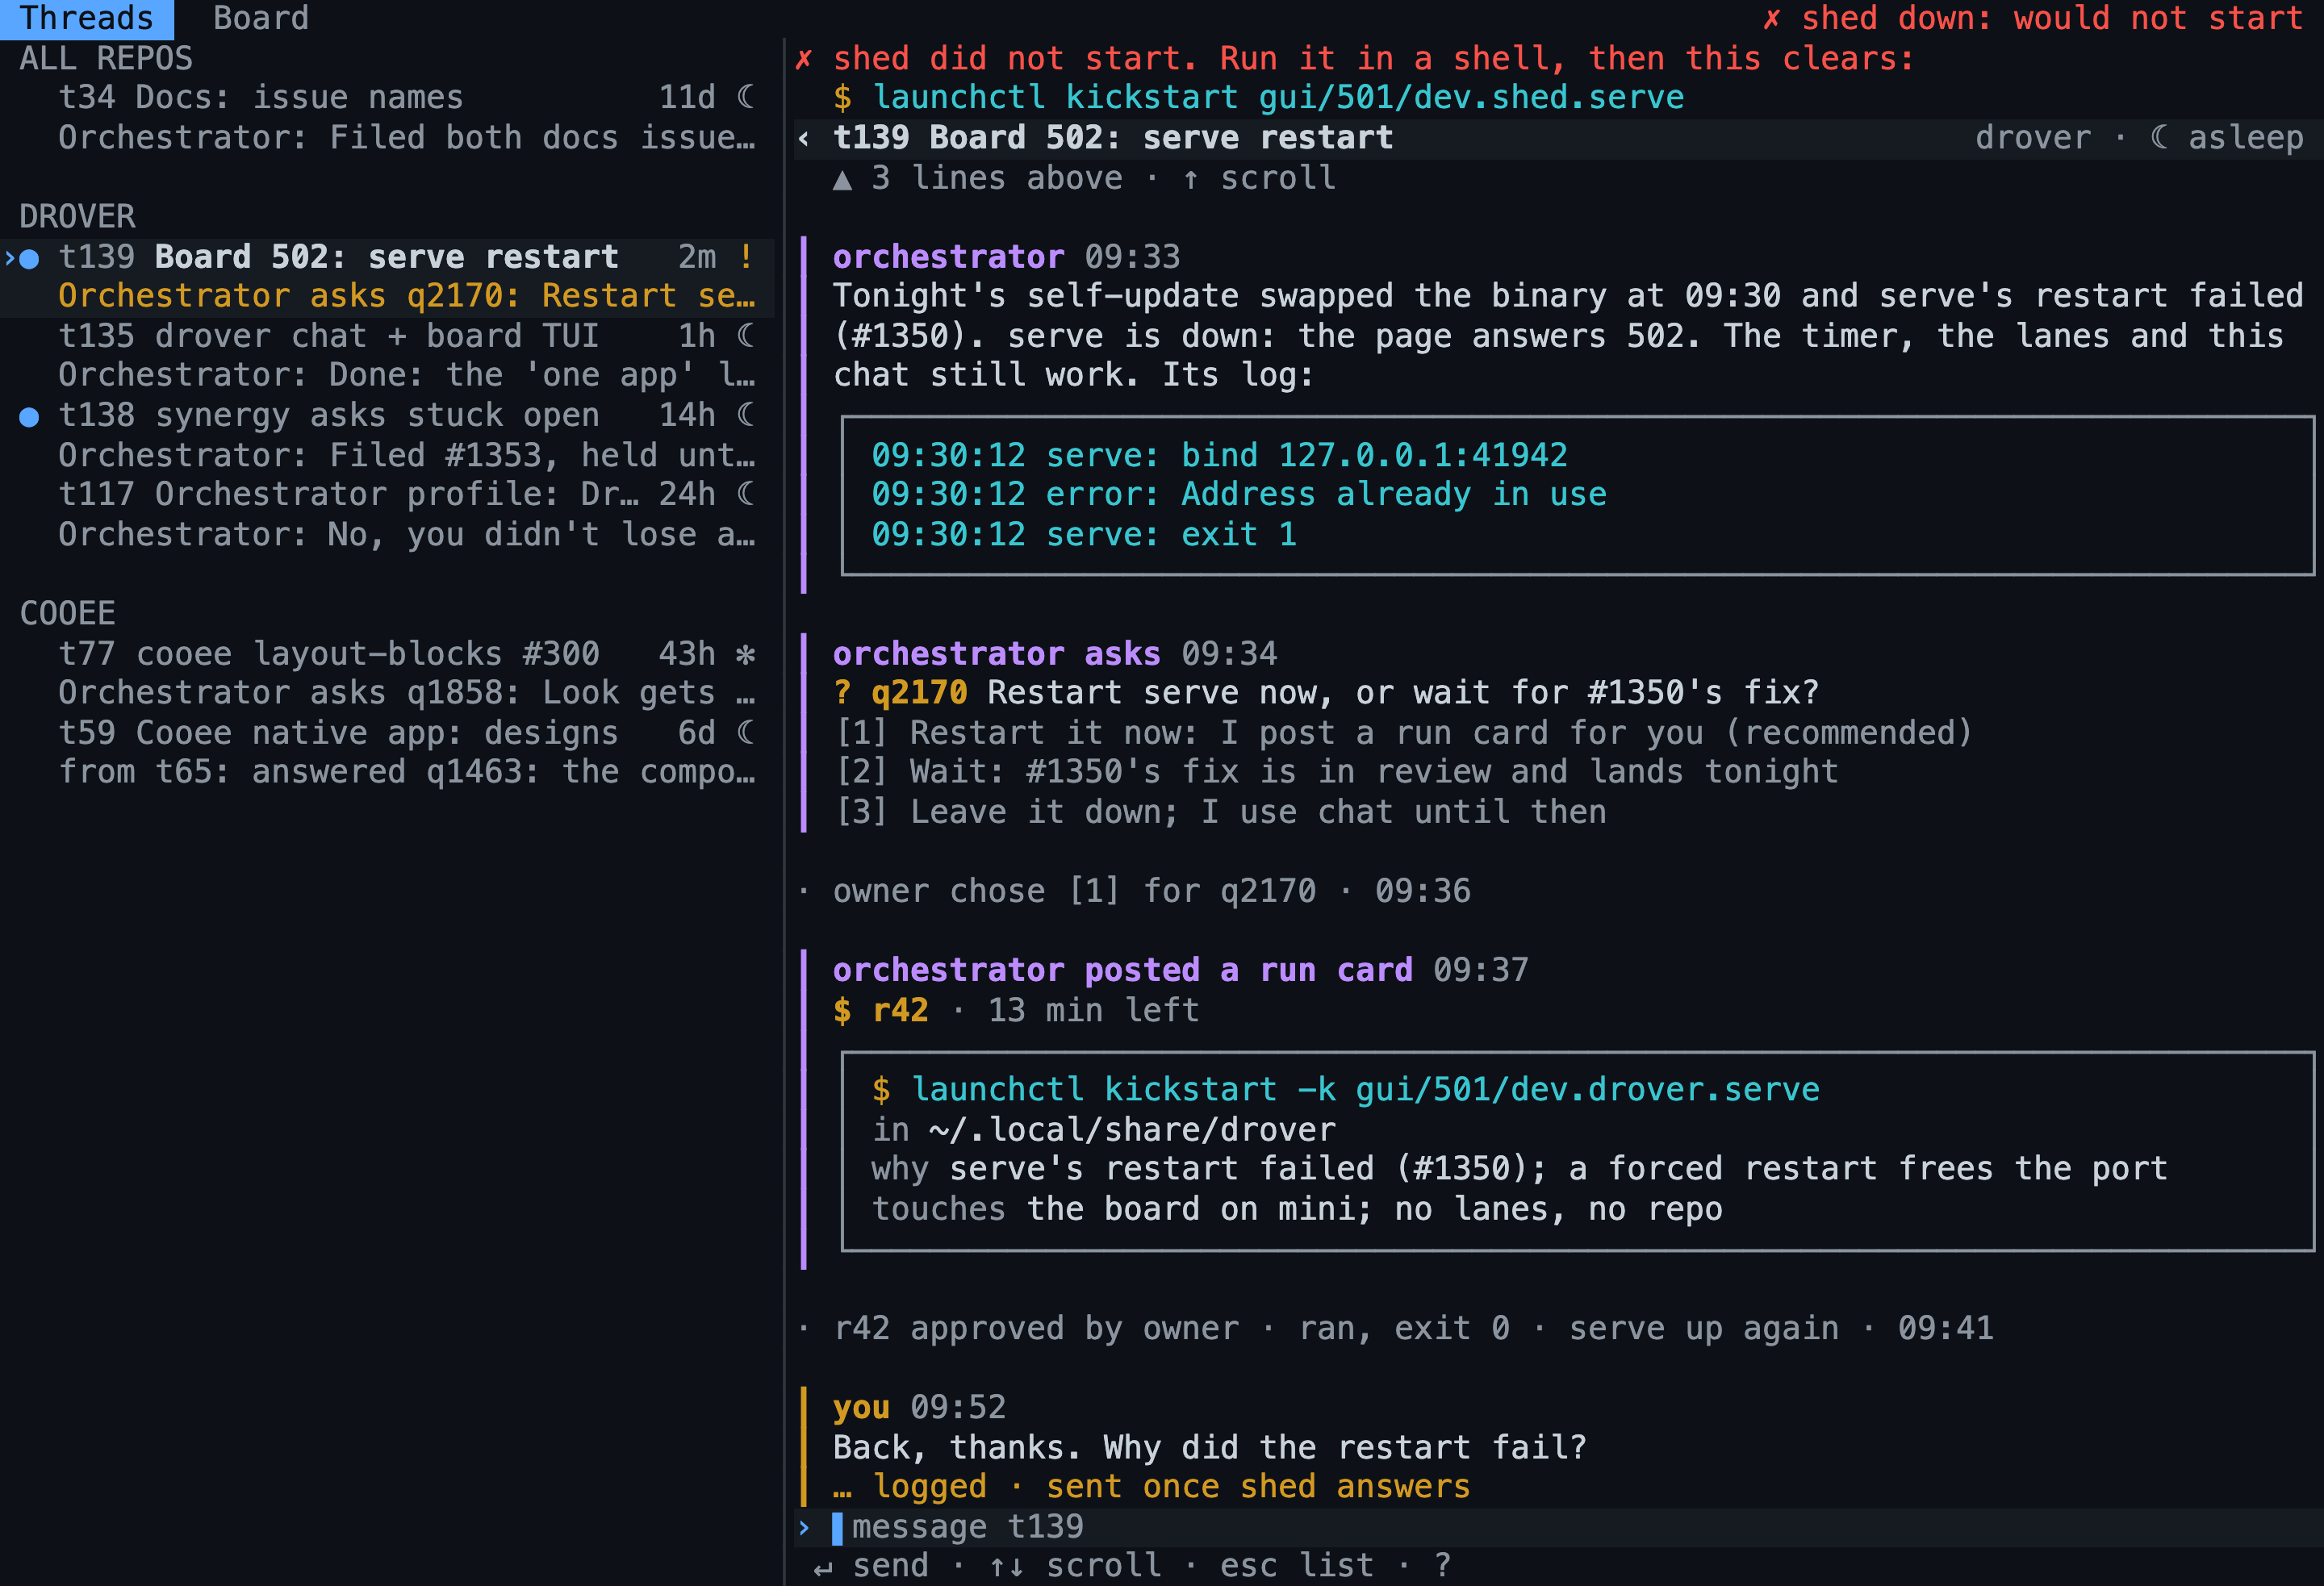 Threads Board ✗ shed down: would not start
ALL REPOS
t34 Docs: issue names 11d ☾
Orchestrator: Filed both docs issue…
DROVER
›● t139 Board 502: serve restart 2m !
Orchestrator asks q2170: Restart se…
t135 drover chat + board TUI 1h ☾
Orchestrator: Done: the 'one app' l…
● t138 synergy asks stuck open 14h ☾
Orchestrator: Filed #1353, held unt…
t117 Orchestrator profile: Dr… 24h ☾
Orchestrator: No, you didn't lose a…
COOEE
t77 cooee layout-blocks #300 43h ✻
Orchestrator asks q1858: Look gets …
t59 Cooee native app: designs 6d ☾
from t65: answered q1463: the compo…
✗ shed did not start. Run it in a shell, then this clears:
$ launchctl kickstart gui/501/dev.shed.serve
‹ t139 Board 502: serve restart drover · ☾ asleep
▲ 3 lines above · ↑ scroll
orchestrator 09:33
Tonight's self-update swapped the binary at 09:30 and serve's restart failed
(#1350). serve is down: the page answers 502. The timer, the lanes and this
chat still work. Its log:
09:30:12 serve: bind 127.0.0.1:41942
09:30:12 error: Address already in use
09:30:12 serve: exit 1
orchestrator asks 09:34
? q2170 Restart serve now, or wait for #1350's fix?
[1] Restart it now: I post a run card for you (recommended)
[2] Wait: #1350's fix is in review and lands tonight
[3] Leave it down; I use chat until then
· owner chose [1] for q2170 · 09:36
orchestrator posted a run card 09:37
$ r42 · 13 min left
$ launchctl kickstart -k gui/501/dev.drover.serve
in ~/.local/share/drover
why serve's restart failed (#1350); a forced restart frees the port
touches the board on mini; no lanes, no repo
· r42 approved by owner · ran, exit 0 · serve up again · 09:41
you 09:52
Back, thanks. Why did the restart fail?
… logged · sent once shed answers
› message t139
↵ send · ↑↓ scroll · esc list · ?